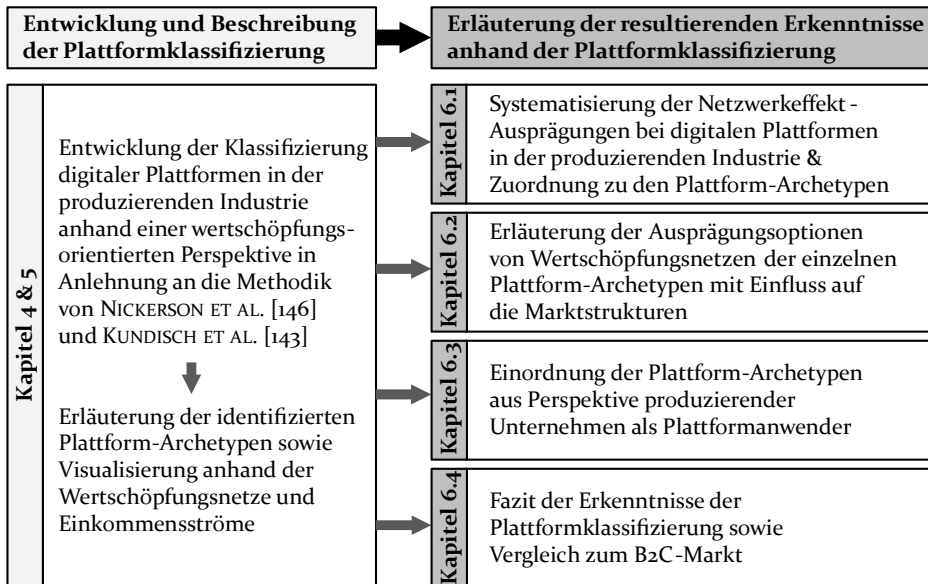 Entwicklung und Beschreibung
der Plattformklassifizierung
Erläuterung der resultierenden Erkenntnisse
anhand der Plattformklassifizierung
Kapitel 4 & 5
Entwicklung der Klassifizierung
digitaler Plattformen in der
produzierenden Industrie
anhand einer wertschöpfungs-
orientierten Perspektive in
Anlehnung an die Methodik
von NICKERSON ET AL. [146]
und KUNDISCH ET AL. [143]
Erläuterung der identifizierten
Plattform-Archetypen sowie
Visualisierung anhand der
Wertschöpfungsnetze und
Einkommensströme
Kapitel 6.1
Systematisierung der Netzwerkeffekt -
Ausprägungen bei digitalen Plattformen
in der produzierenden Industrie &
Zuordnung zu den Plattform-Archetypen
Kapitel 6.2
Erläuterung der Ausprägungsoptionen
von Wertschöpfungsnetzen der einzelnen
Plattform-Archetypen mit Einfluss auf
die Marktstrukturen
Kapitel 6.3
Einordnung der Plattform-Archetypen
aus Perspektive produzierender
Unternehmen als Plattformanwender
Kapitel 6.4
Fazit der Erkenntnisse der
Plattformklassifizierung sowie
Vergleich zum B2C-Markt